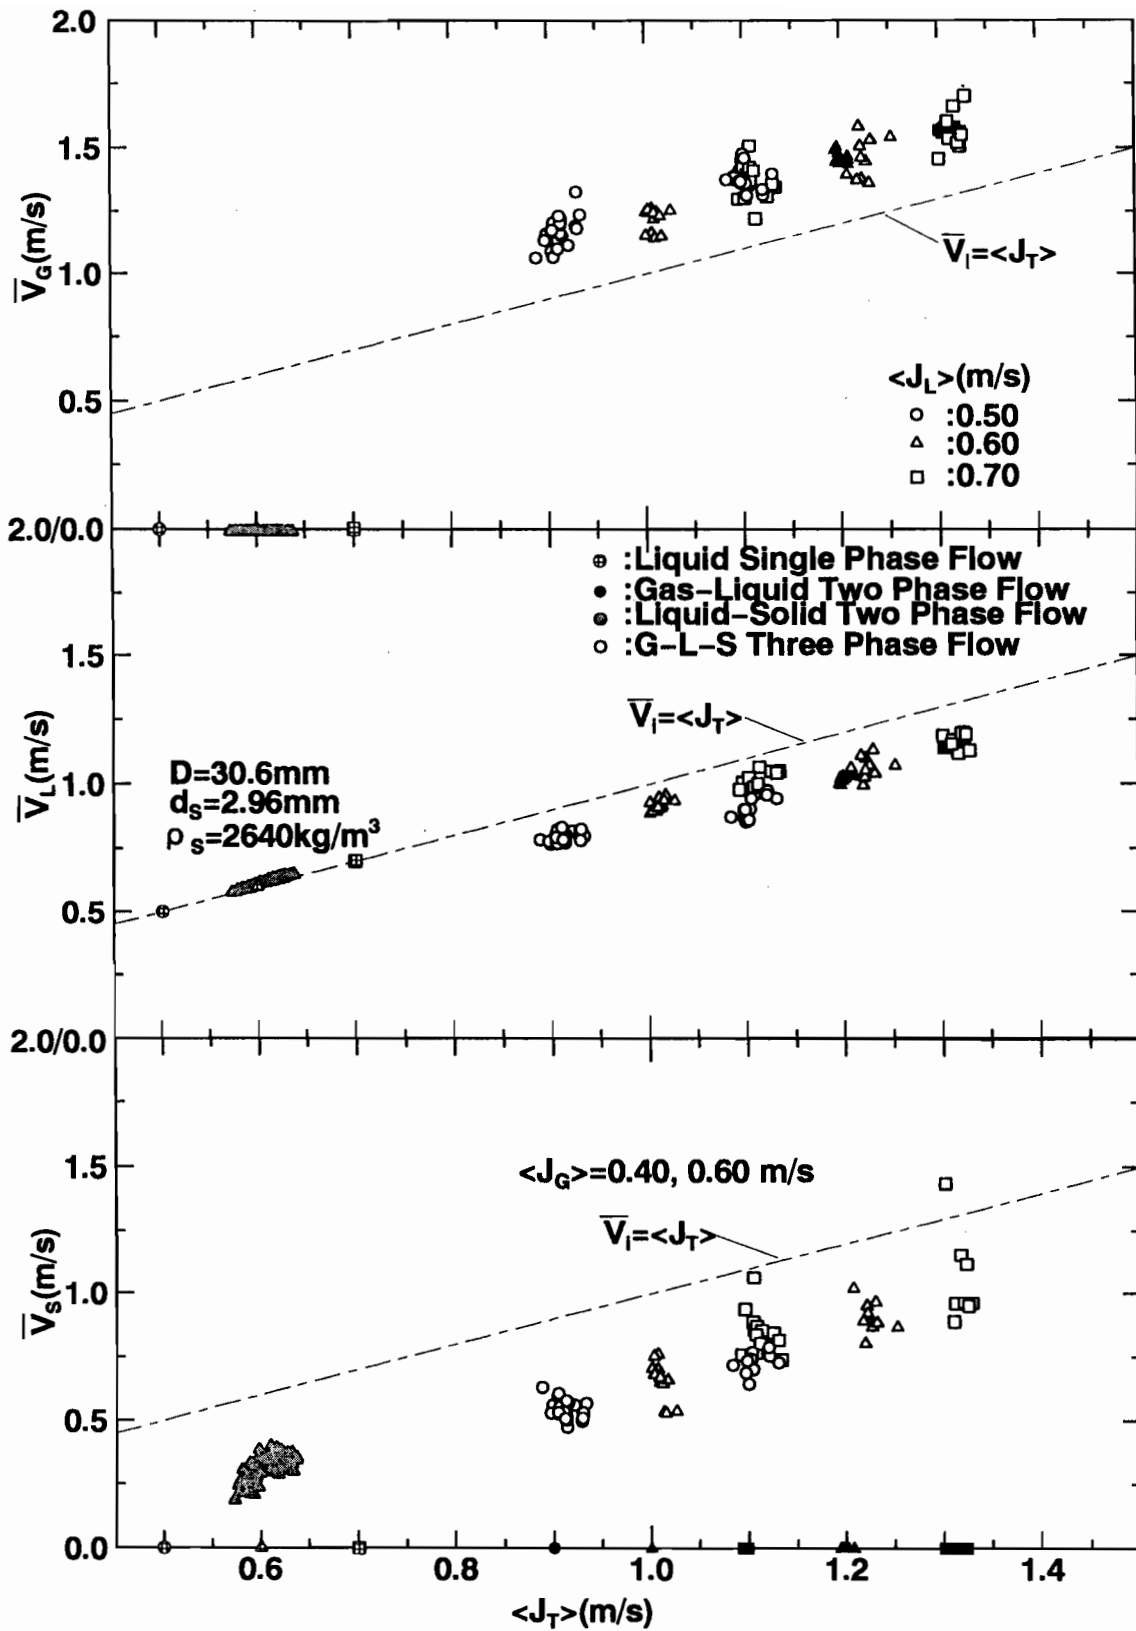 2.0
1.5
1.0
0.5
2.0/0.0
V̅G(m/s)
V̅i=<JT>
<JL>(m/s)
:0.50
:0.60
:0.70
:Liquid Single Phase Flow
:Gas-Liquid Two Phase Flow
:Liquid-Solid Two Phase Flow
:G-L-S Three Phase Flow
1.5
1.0
0.5
2.0/0.0
V̅L(m/s)
V̅i=<JT>
D=30.6mm
dS=2.96mm
ρS=2640kg/m³
1.5
1.0
0.5
0.0
V̅S(m/s)
<JG>=0.40, 0.60 m/s
V̅i=<JT>
0.6 0.8 1.0 1.2 1.4
<JT>(m/s)